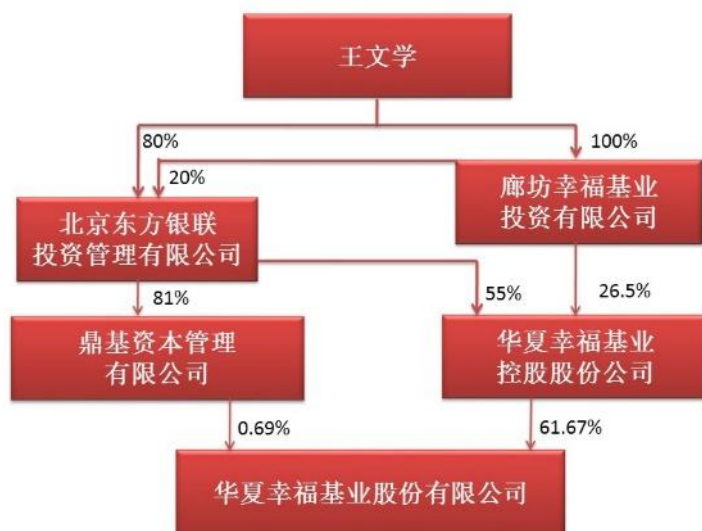 王文学
80%
100%
20%
北京东方银联
投资管理有限公司
廊坊幸福基业
投资有限公司
81%
55%
26.5%
鼎基资本管理
有限公司
华夏幸福基业
控股股份公司
0.69%
61.67%
华夏幸福基业股份有限公司